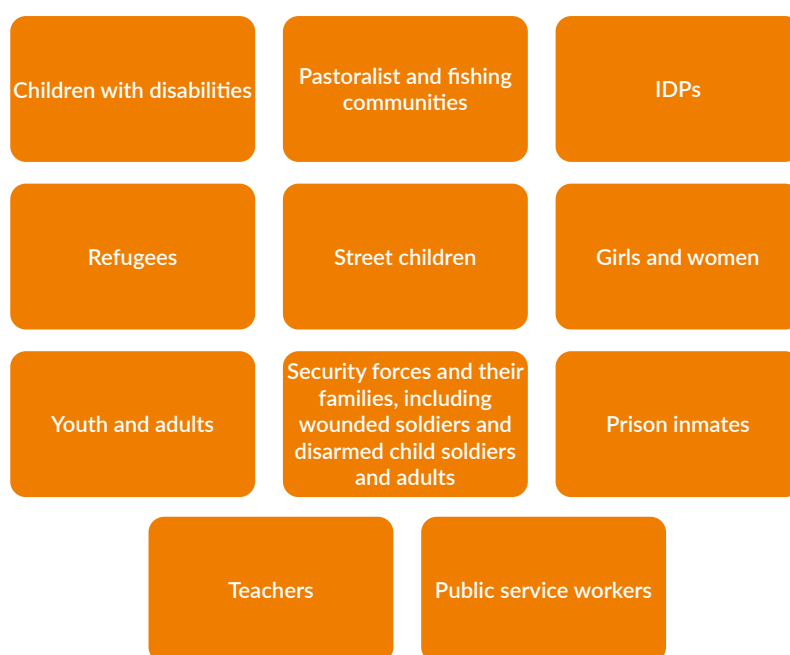 Children with disabilities
Pastoralist and fishing
communities
IDPs
Refugees
Street children
Girls and women
Youth and adults
Security forces and their
families, including
wounded soldiers and
disarmed child soldiers
and adults
Prison inmates
Teachers
Public service workers